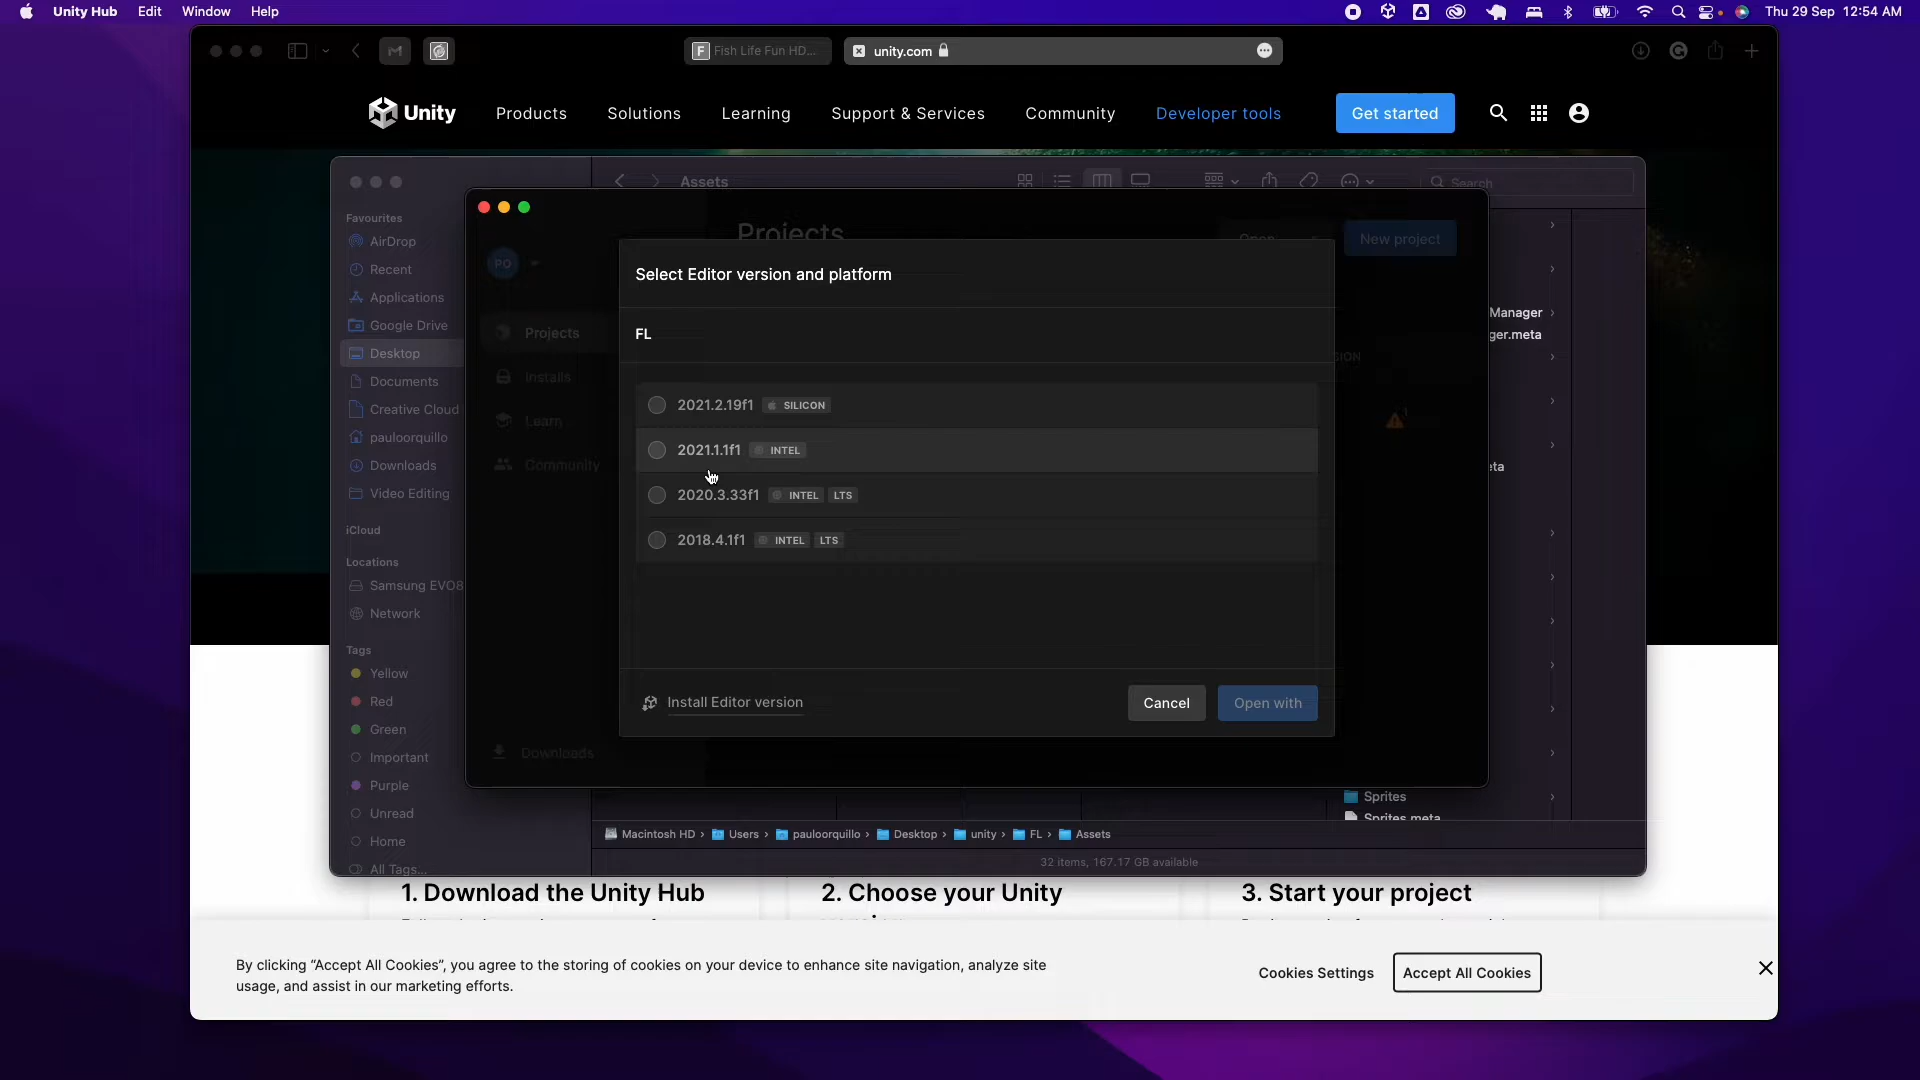 Unity Hub Edit Window Help Thu 29 Sep 12:54 AM
Fish Life Fun HD... unity.com
Unity Products Solutions Learning Support & Services Community Developer tools Get started
Assets Search
Favourites
AirDrop
Recent
Applications
Google Drive
Desktop
Documents
Creative Cloud
pauloorquillo
Downloads
Video Editing
iCloud
Locations
Samsung EVO8
Network
Tags
Yellow
Red
Green
Important
Purple
Unread
Home
All Tags...
Projects Open New project
PO
Projects
Installs
Learn
Community
Downloads
Select Editor version and platform
FL
2021.2.19f1 SILICON
2021.1.1f1 INTEL
2020.3.33f1 INTEL LTS
2018.4.1f1 INTEL LTS
Install Editor version Cancel Open with
Manager
ger.meta
eta
Sprites
Sprites.meta
Macintosh HD › Users › pauloorquillo › Desktop › unity › FL › Assets
32 items, 167.17 GB available
1. Download the Unity Hub
2. Choose your Unity
3. Start your project
By clicking “Accept All Cookies”, you agree to the storing of cookies on your device to enhance site navigation, analyze site
usage, and assist in our marketing efforts.
Cookies Settings Accept All Cookies